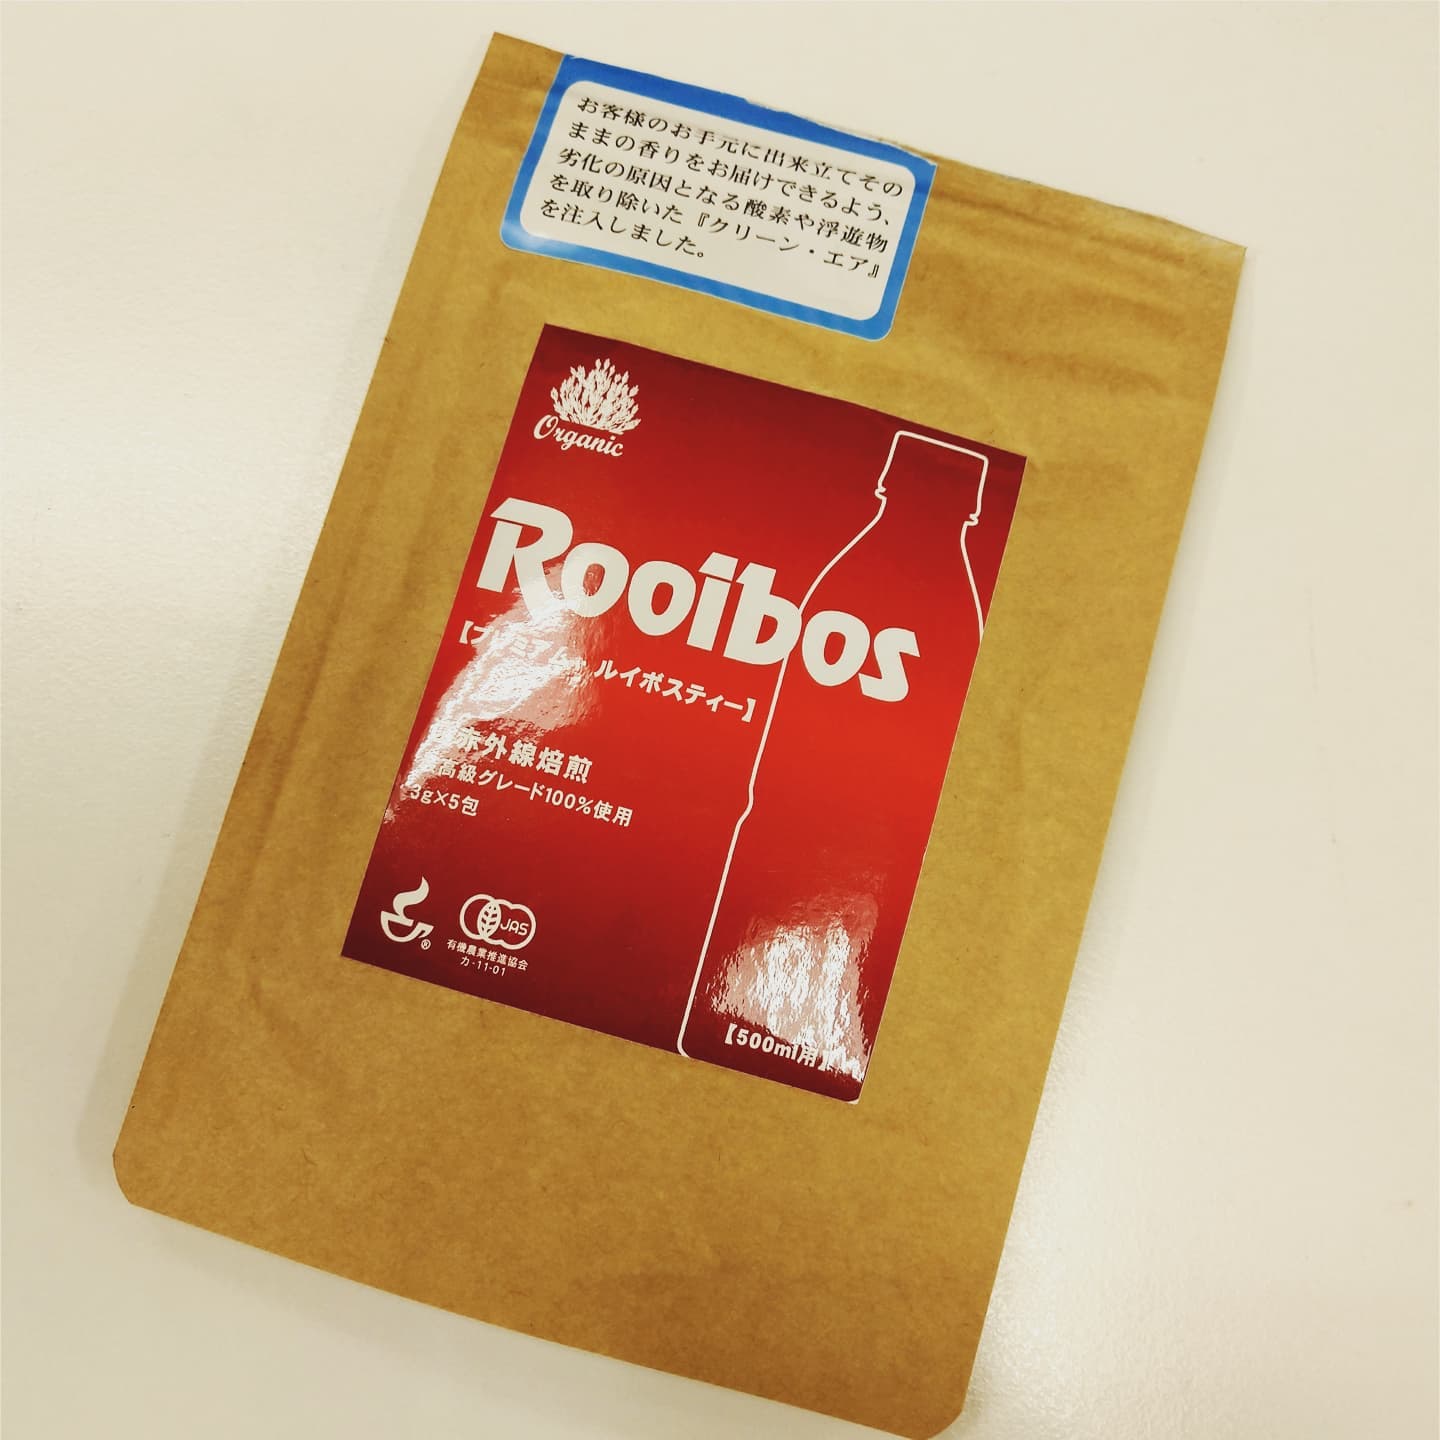 お客様のお手元に出来立てその
ままの香りをお届けできるよう、
劣化の原因となる酸素や浮遊物
を取り除いた『クリーン・エア』
を注入しました。
Organic
Rooibos
【プレミアム ルイボスティー】
赤外線焙煎
高級グレード100%使用
3g×5包
®
JAS
有機農業推進協会
カ-11-01
【500ml用】